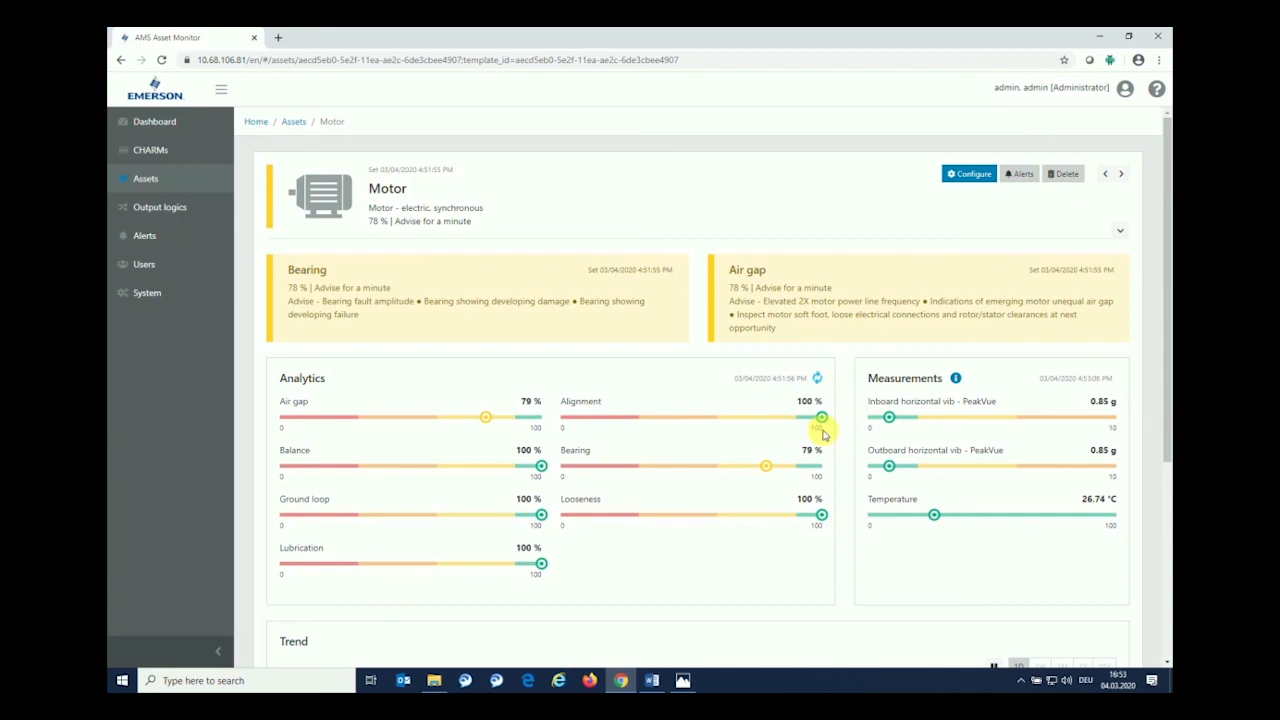 AMS Asset Monitor
10.68.106.81/en/#/assets/aecd5eb0-5e2f-11ea-ae2c-6de3cbee4907;template_id=aecd5eb0-5e2f-11ea-ae2c-6de3cbee4907
EMERSON
admin, admin [Administrator]
Dashboard
CHARMs
Assets
Output logics
Alerts
Users
System
Home / Assets / Motor
Set 03/04/2020 4:51:55 PM
Motor
Motor - electric, synchronous
78 % | Advise for a minute
Configure
Alerts
Delete
Bearing
Set 03/04/2020 4:51:55 PM
78 % | Advise for a minute
Advise - Bearing fault amplitude ● Bearing showing developing damage ● Bearing showing
developing failure
Air gap
Set 03/04/2020 4:51:55 PM
78 % | Advise for a minute
Advise - Elevated 2X motor power line frequency ● Indications of emerging motor unequal air gap
● Inspect motor soft foot, loose electrical connections and rotor/stator clearances at next
opportunity
Analytics
03/04/2020 4:51:56 PM
Air gap 79 %
0 100
Alignment 100 %
0 100
Balance 100 %
0 100
Bearing 79 %
0 100
Ground loop 100 %
0 100
Looseness 100 %
0 100
Lubrication 100 %
0 100
Measurements
03/04/2020 4:53:06 PM
Inboard horizontal vib - PeakVue 0.85 g
0 10
Outboard horizontal vib - PeakVue 0.85 g
0 10
Temperature 26.74 °C
0 100
Trend
1D
Type here to search
DEU
16:53
04.03.2020